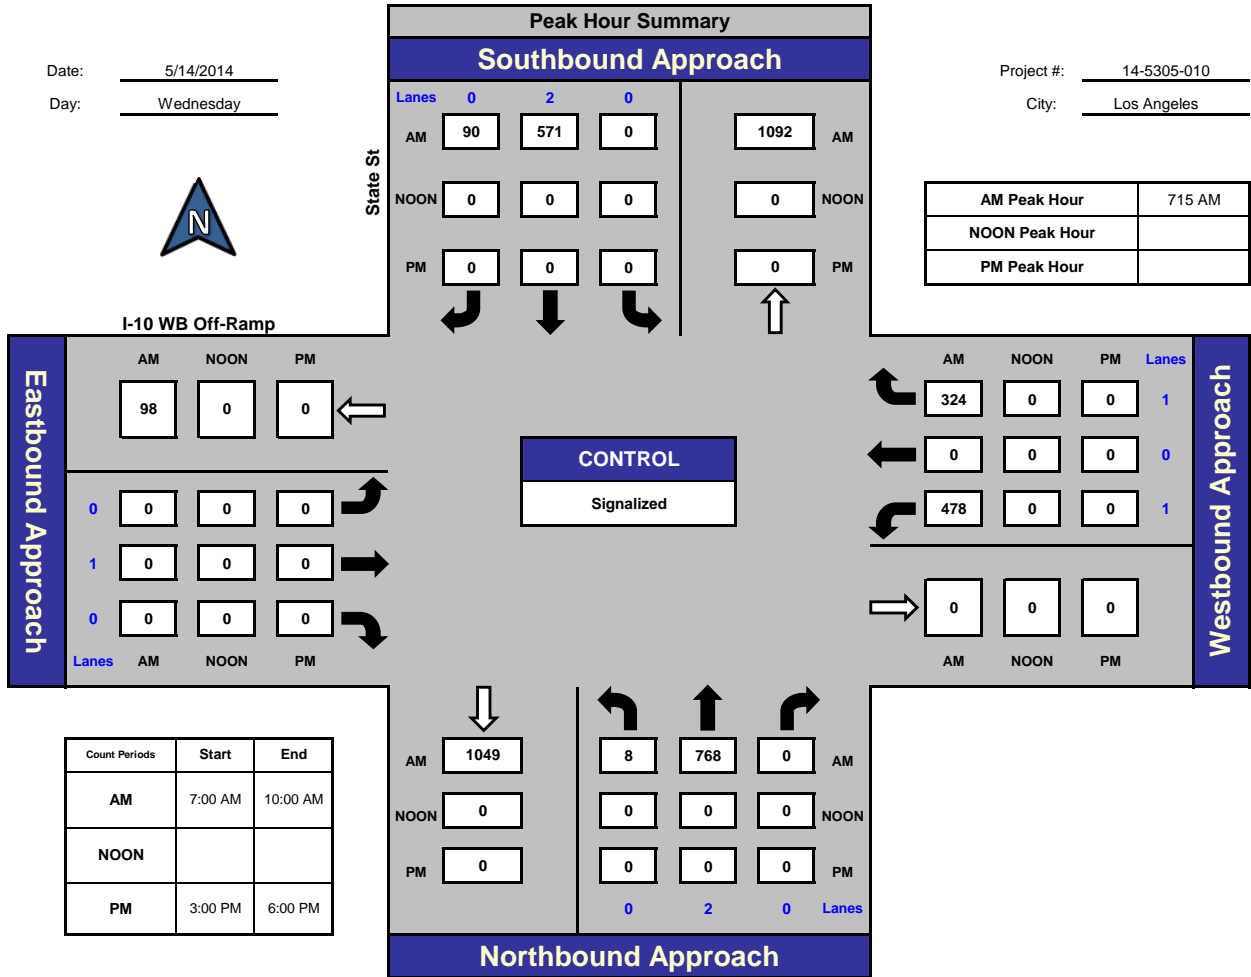 Peak Hour Summary
Southbound Approach
Date: 5/14/2014
Day: Wednesday
Project #: 14-5305-010
City: Los Angeles
N
State St
Lanes 0 2 0
AM 90 571 0 1092 AM
NOON 0 0 0 0 NOON
PM 0 0 0 0 PM
AM Peak Hour 715 AM
NOON Peak Hour
PM Peak Hour
I-10 WB Off-Ramp
Eastbound Approach
AM NOON PM
98 0 0
0 0 0 0
1 0 0 0
0 0 0 0
Lanes AM NOON PM
CONTROL
Signalized
AM NOON PM Lanes
324 0 0 1
0 0 0 0
478 0 0 1
0 0 0
AM NOON PM
Westbound Approach
Count Periods Start End
AM 7:00 AM 10:00 AM
NOON
PM 3:00 PM 6:00 PM
AM 1049 8 768 0 AM
NOON 0 0 0 0 NOON
PM 0 0 0 0 PM
0 2 0 Lanes
Northbound Approach